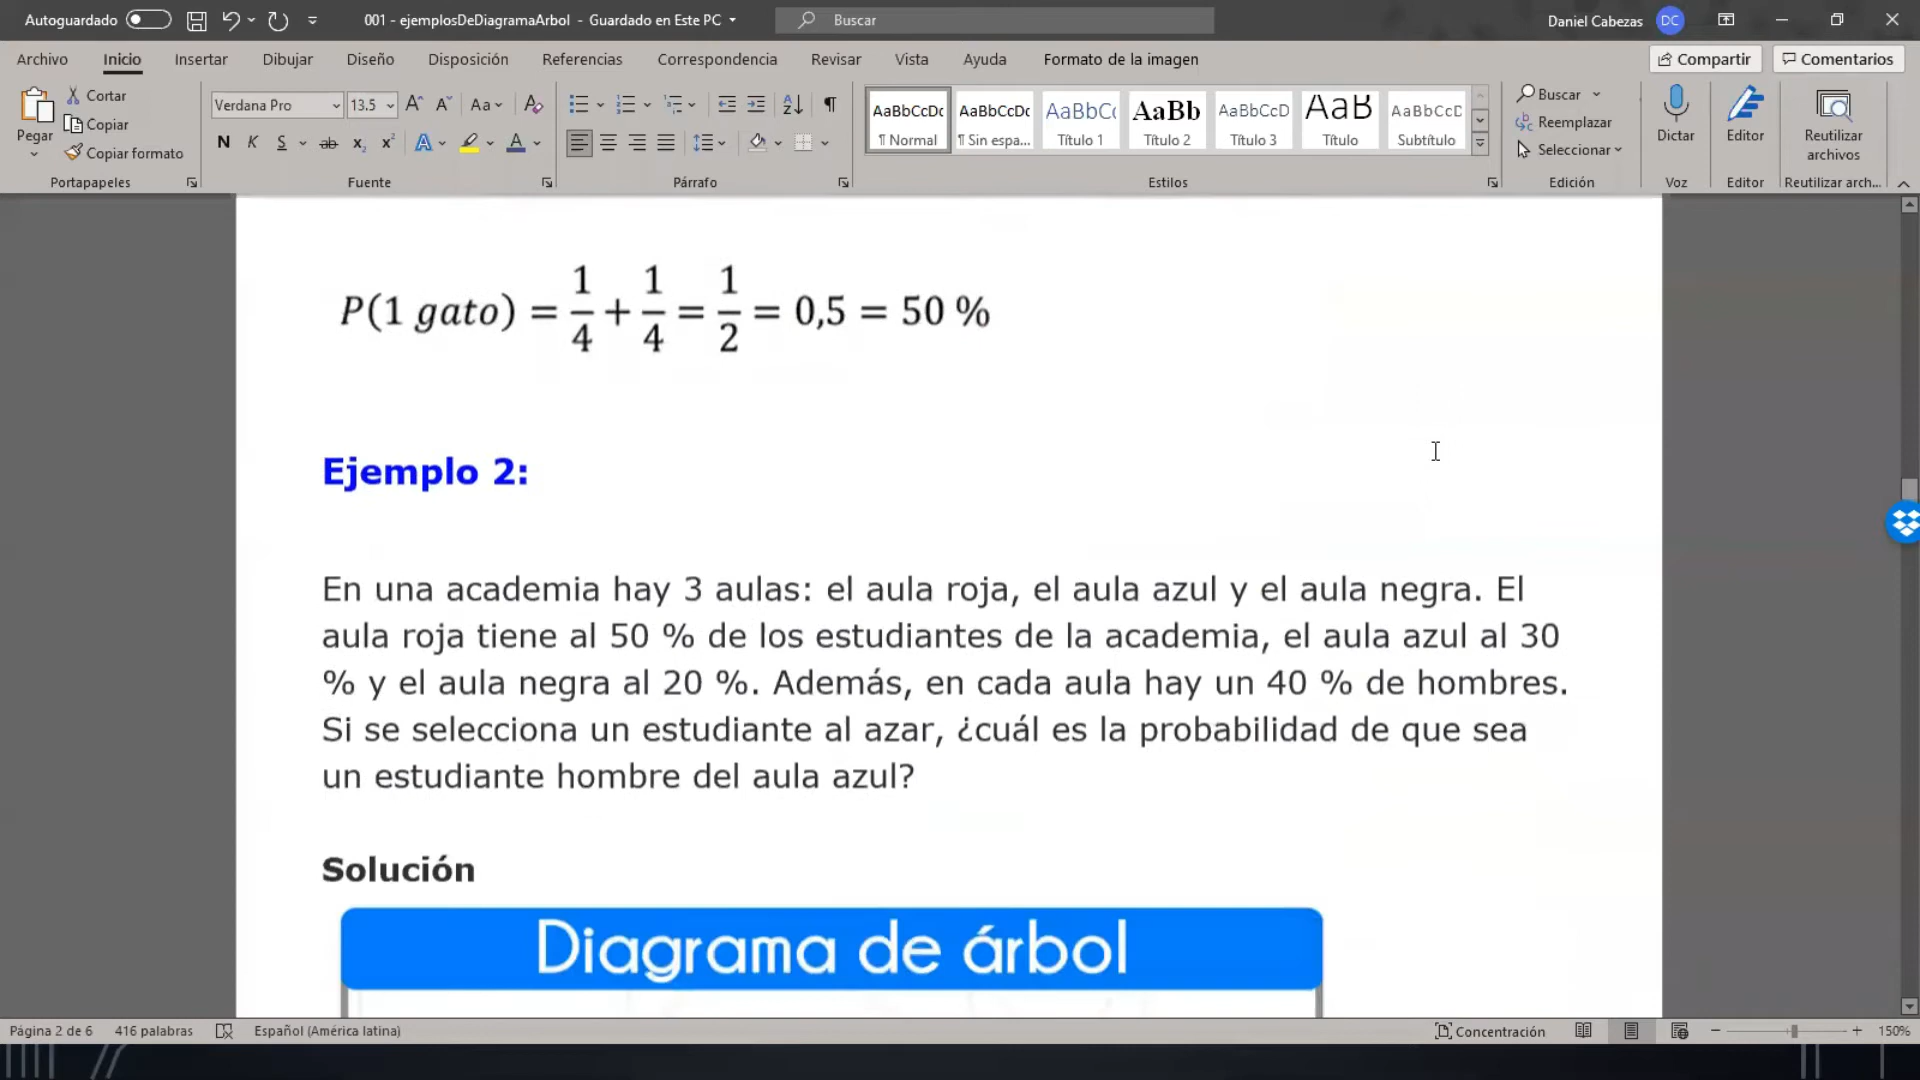 Autoguardado 001 - ejemplosDeDiagramaArbol - Guardado en Este PC Buscar Daniel Cabezas DC
Archivo Inicio Insertar Dibujar Diseño Disposición Referencias Correspondencia Revisar Vista Ayuda Formato de la imagen Compartir Comentarios
Pegar
Cortar
Copiar
Copiar formato
Portapapeles
Verdana Pro 13.5 Aa
N K S ab x₂ x² A A
Fuente
Párrafo
AaBbCcDc AaBbCcDc AaBbCc AaBb AaBbCcD AaB AaBbCcD
¶ Normal ¶ Sin espa... Título 1 Título 2 Título 3 Título Subtítulo
Estilos
Buscar
Reemplazar
Seleccionar
Edición
Dictar
Voz
Editor
Editor
Reutilizar
archivos
Reutilizar arch...
P(1 gato) = 1/4 + 1/4 = 1/2 = 0,5 = 50 %
Ejemplo 2:
En una academia hay 3 aulas: el aula roja, el aula azul y el aula negra. El
aula roja tiene al 50 % de los estudiantes de la academia, el aula azul al 30
% y el aula negra al 20 %. Además, en cada aula hay un 40 % de hombres.
Si se selecciona un estudiante al azar, ¿cuál es la probabilidad de que sea
un estudiante hombre del aula azul?
Solución
Diagrama de árbol
Página 2 de 6 416 palabras Español (América latina) Concentración 150%